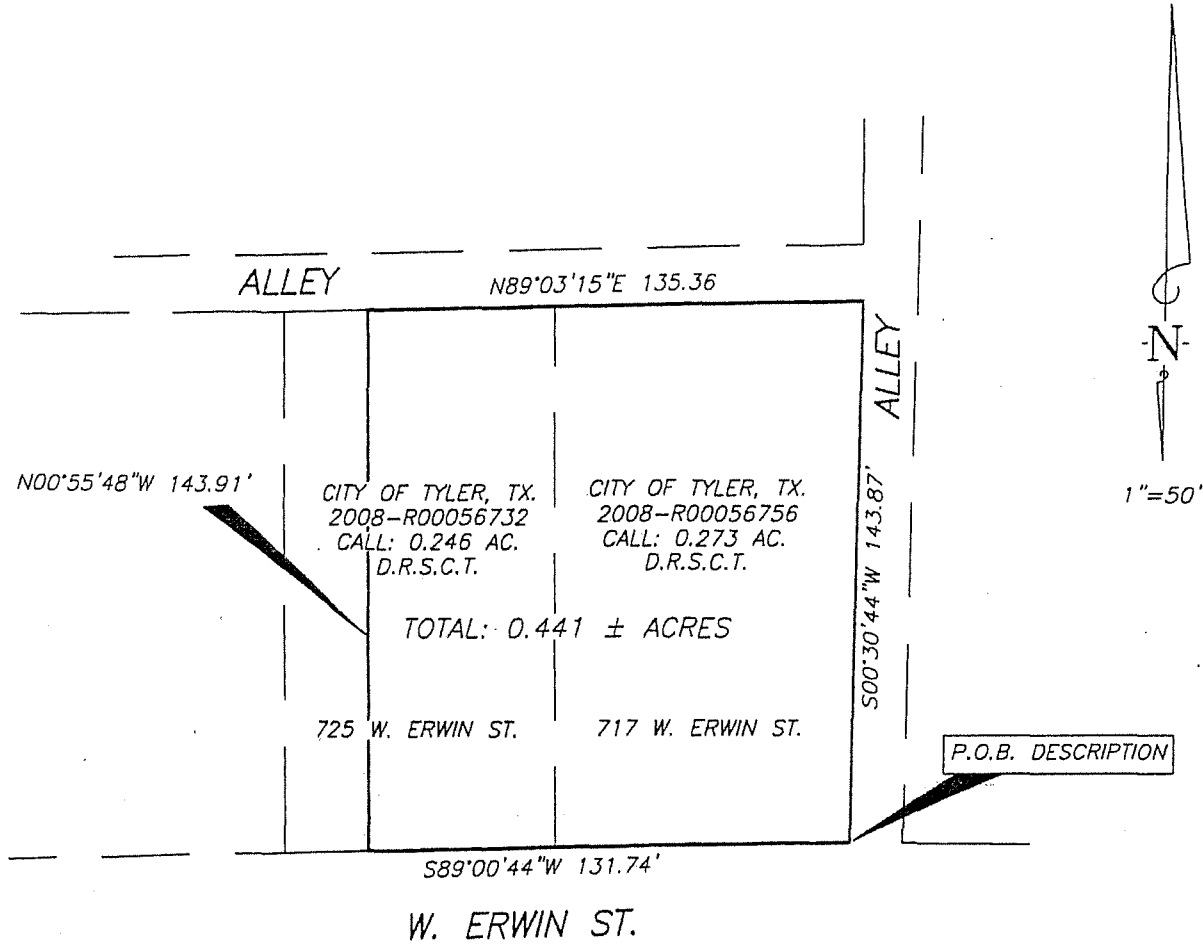 ALLEY
N89°03'15"E 135.36
ALLEY
-N-
1"=50'
N00°55'48"W 143.91'
CITY OF TYLER, TX.
2008-R00056732
CALL: 0.246 AC.
D.R.S.C.T.
CITY OF TYLER, TX.
2008-R00056756
CALL: 0.273 AC.
D.R.S.C.T.
S00°30'44"W 143.87'
TOTAL: 0.441 ± ACRES
725 W. ERWIN ST.
717 W. ERWIN ST.
P.O.B. DESCRIPTION
S89°00'44"W 131.74'
W. ERWIN ST.